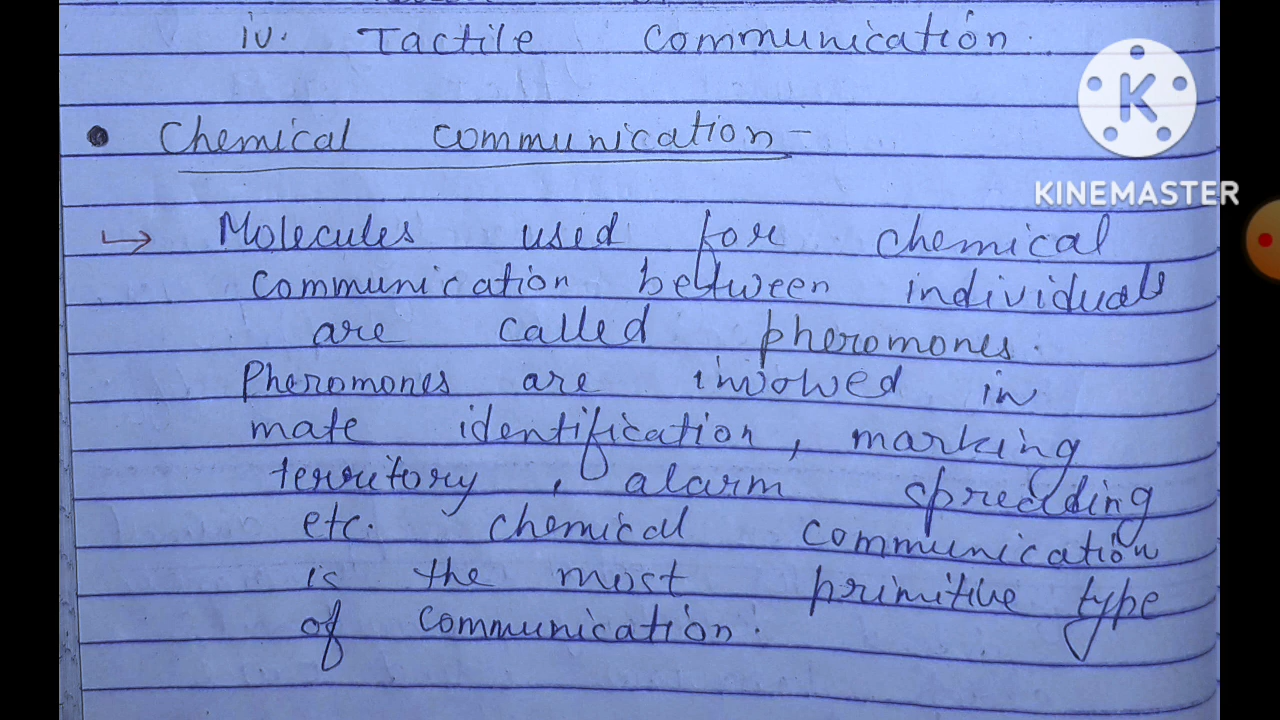 iv. Tactile communication.
• Chemical communication -
→ Molecules used for chemical
communication between individuals
are called pheromones.
Pheromones are involved in
mate identification, marking
territory, alarm spreading
etc. chemical communication
is the most primitive type
of communication.
K
KINEMASTER